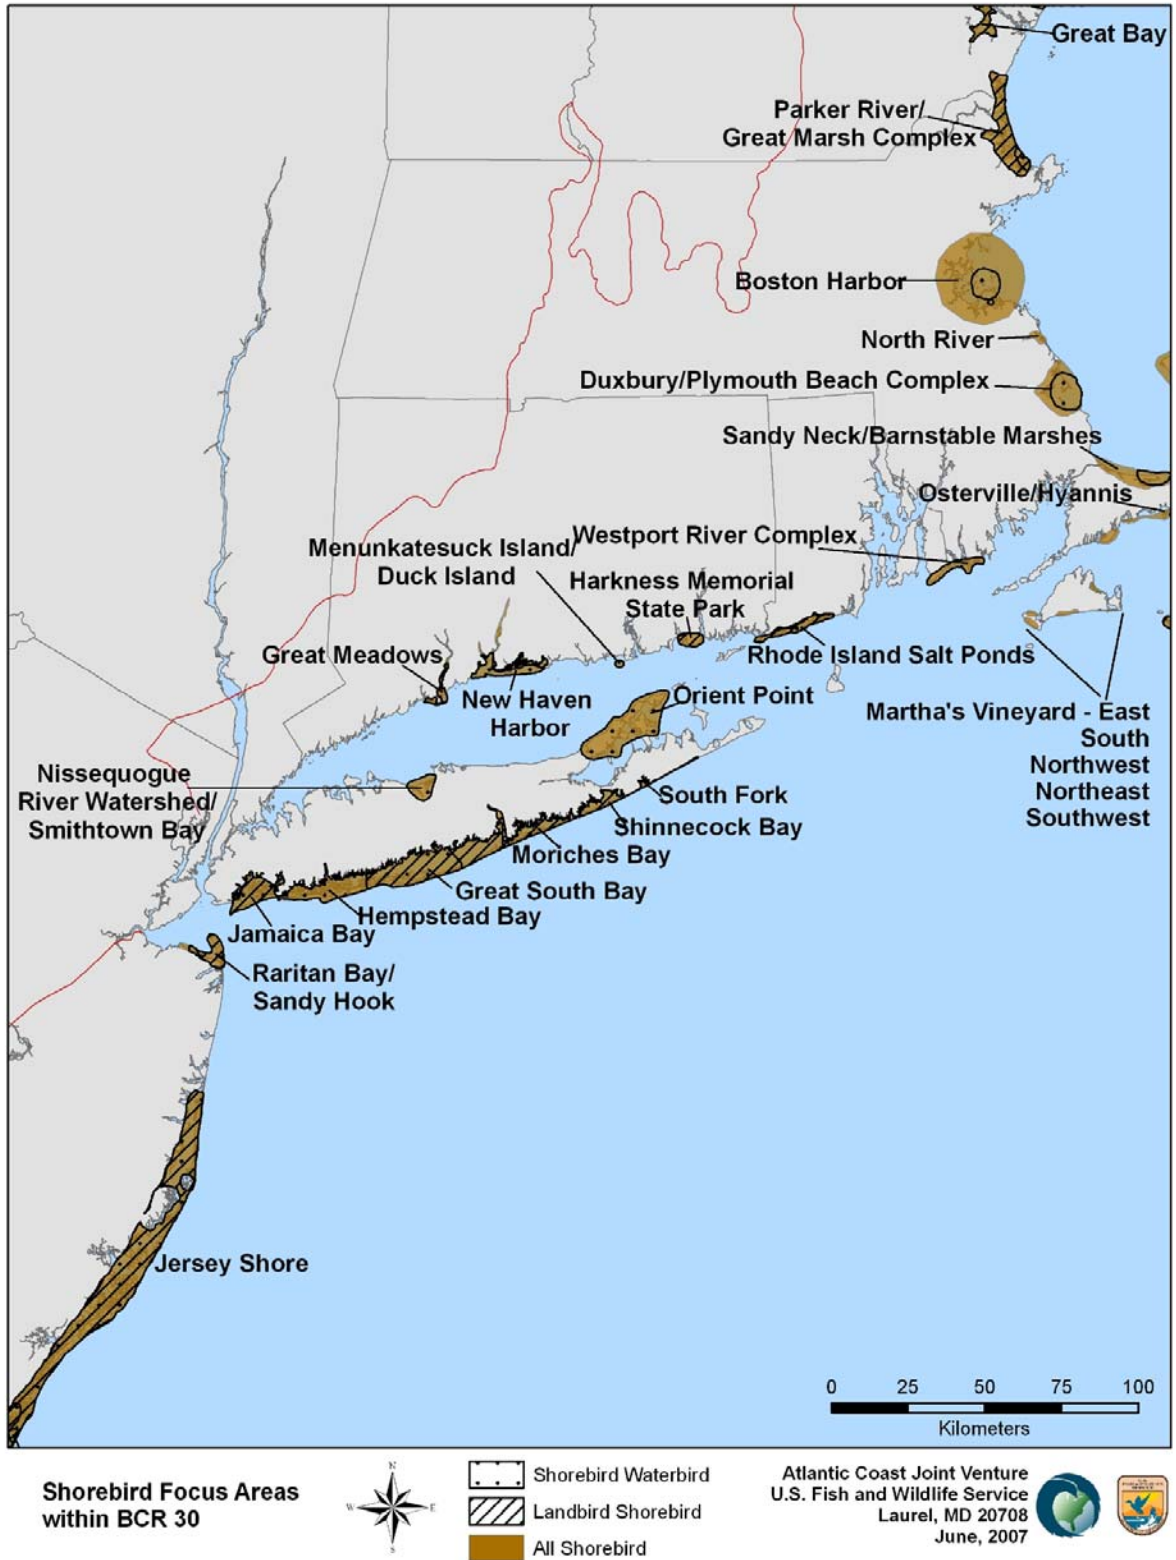 Great Bay
Parker River/
Great Marsh Complex
Boston Harbor
North River
Duxbury/Plymouth Beach Complex
Sandy Neck/Barnstable Marshes
Osterville/Hyannis
Westport River Complex
Menunkatesuck Island/
Duck Island
Harkness Memorial
State Park
Great Meadows
Rhode Island Salt Ponds
New Haven
Harbor
Orient Point
Martha's Vineyard - East
South
Northwest
Northeast
Southwest
Nissequogue
River Watershed/
Smithtown Bay
South Fork
Shinnecock Bay
Moriches Bay
Great South Bay
Hempstead Bay
Jamaica Bay
Raritan Bay/
Sandy Hook
Jersey Shore
0 25 50 75 100
Kilometers
Shorebird Focus Areas
within BCR 30
N
W E
S
Shorebird Waterbird
Landbird Shorebird
All Shorebird
Atlantic Coast Joint Venture
U.S. Fish and Wildlife Service
Laurel, MD 20708
June, 2007